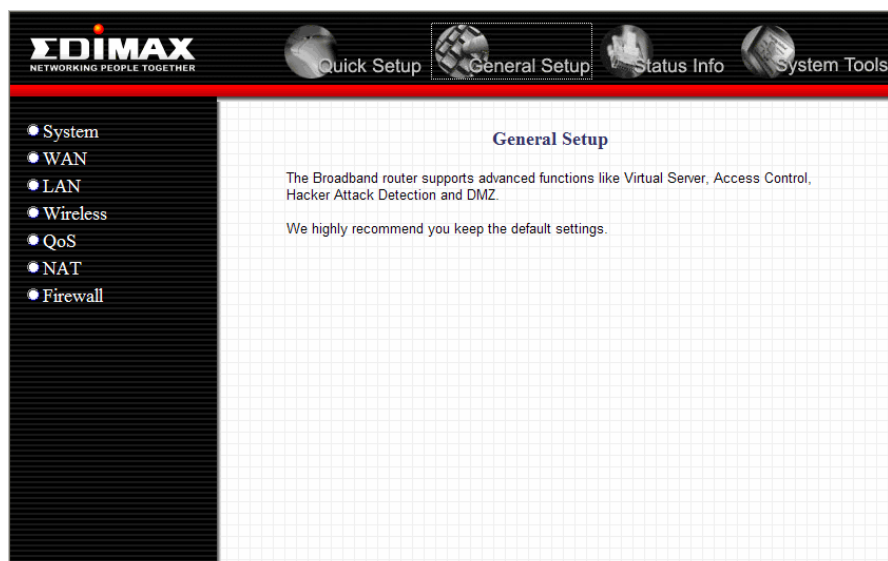 EDIMAX
NETWORKING PEOPLE TOGETHER
Quick Setup
General Setup
Status Info
System Tools
System
WAN
LAN
Wireless
QoS
NAT
Firewall
General Setup
The Broadband router supports advanced functions like Virtual Server, Access Control,
Hacker Attack Detection and DMZ.
We highly recommend you keep the default settings.